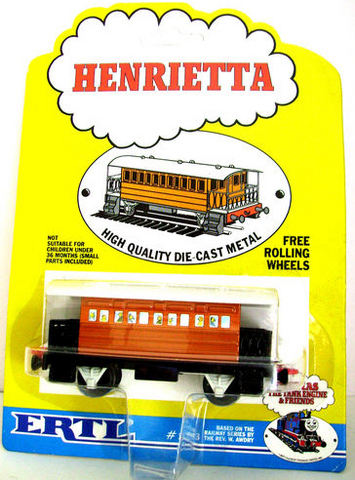 HENRIETTA
HIGH QUALITY DIE-CAST METAL
NOT
SUITABLE FOR
CHILDREN UNDER
36 MONTHS (SMALL
PARTS INCLUDED)
FREE
ROLLING
WHEELS
THE TANK ENGINE
& FRIENDS
ERTL
#
BASED ON THE
RAILWAY SERIES BY
THE REV. W. AWDRY